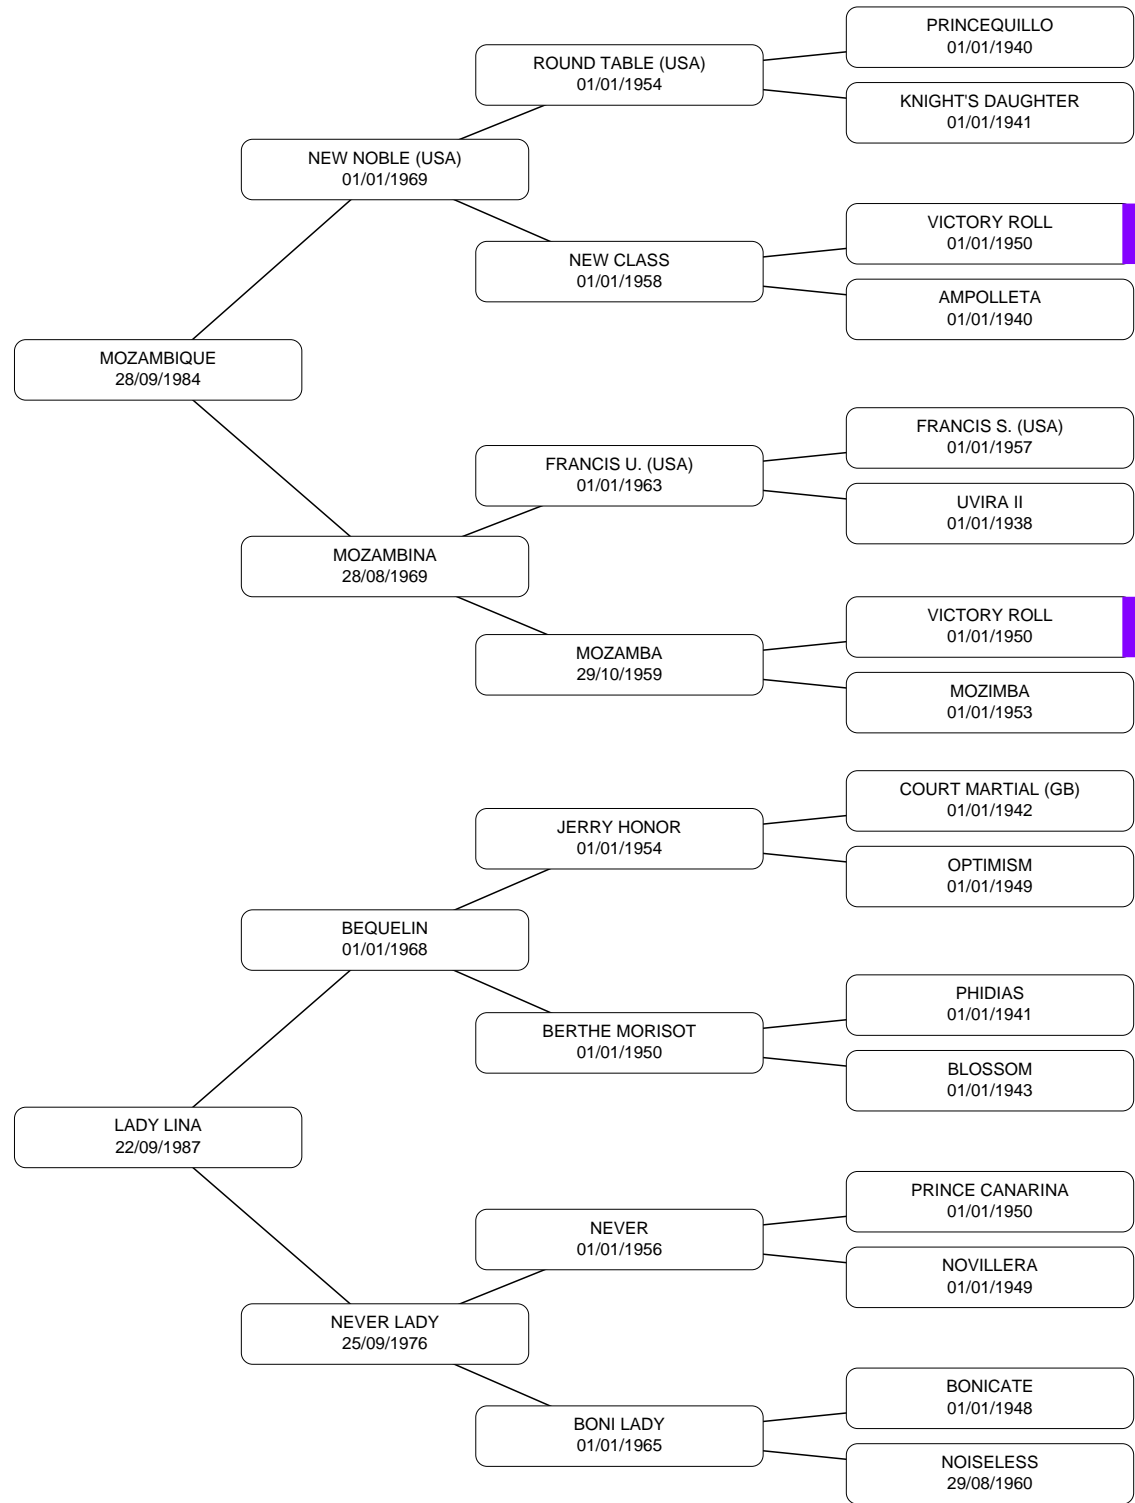 PRINCEQUILLO
01/01/1940
ROUND TABLE (USA)
01/01/1954
KNIGHT'S DAUGHTER
01/01/1941
NEW NOBLE (USA)
01/01/1969
VICTORY ROLL
01/01/1950
NEW CLASS
01/01/1958
AMPOLLETA
01/01/1940
MOZAMBIQUE
28/09/1984
FRANCIS S. (USA)
01/01/1957
FRANCIS U. (USA)
01/01/1963
UVIRA II
01/01/1938
MOZAMBINA
28/08/1969
VICTORY ROLL
01/01/1950
MOZAMBA
29/10/1959
MOZIMBA
01/01/1953
COURT MARTIAL (GB)
01/01/1942
JERRY HONOR
01/01/1954
OPTIMISM
01/01/1949
BEQUELIN
01/01/1968
PHIDIAS
01/01/1941
BERTHE MORISOT
01/01/1950
BLOSSOM
01/01/1943
LADY LINA
22/09/1987
PRINCE CANARINA
01/01/1950
NEVER
01/01/1956
NOVILLERA
01/01/1949
NEVER LADY
25/09/1976
BONICATE
01/01/1948
BONI LADY
01/01/1965
NOISELESS
29/08/1960